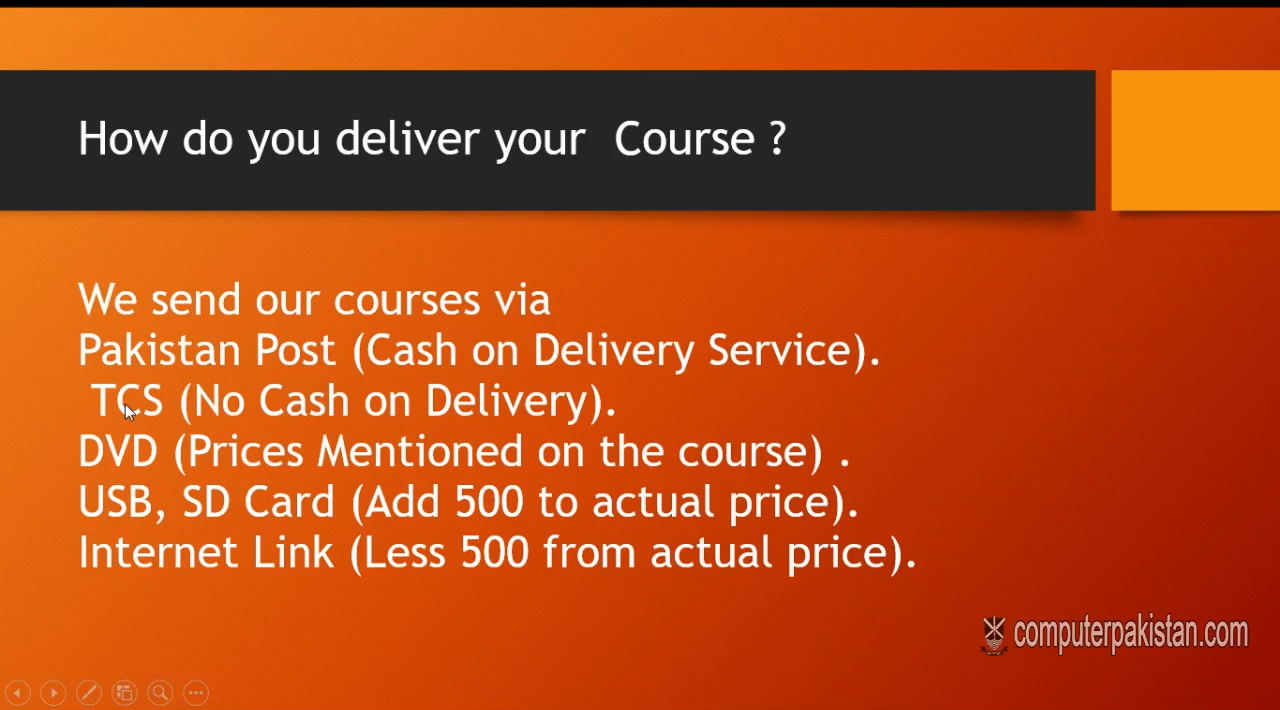 How do you deliver your  Course ?
We send our courses via
Pakistan Post (Cash on Delivery Service).
TCS (No Cash on Delivery).
DVD (Prices Mentioned on the course) .
USB, SD Card (Add 500 to actual price).
Internet Link (Less 500 from actual price).
computerpakistan.com